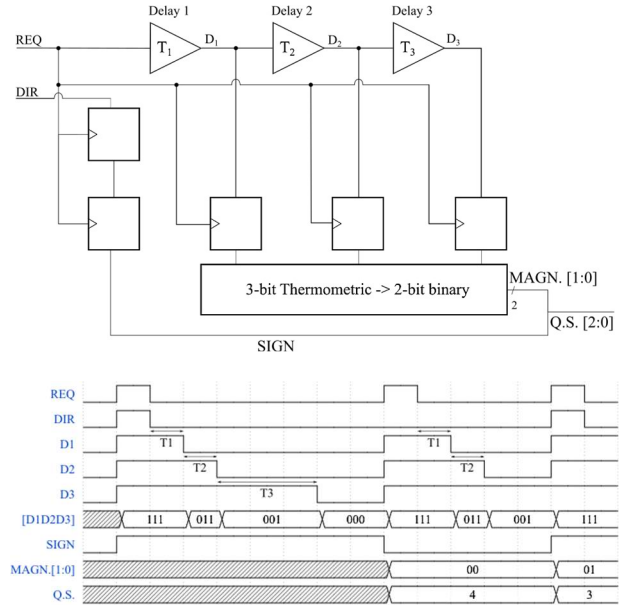 Delay 1 Delay 2 Delay 3
REQ T1 D1 T2 D2 T3 D3
DIR
3-bit Thermometric -> 2-bit binary
MAGN. [1:0]
2
Q.S. [2:0]
SIGN
REQ
DIR
D1 T1 T1
D2 T2 T2
D3 T3
[D1D2D3] 111 011 001 000 111 011 001 111
SIGN
MAGN.[1:0] 00 01
Q.S. 4 3